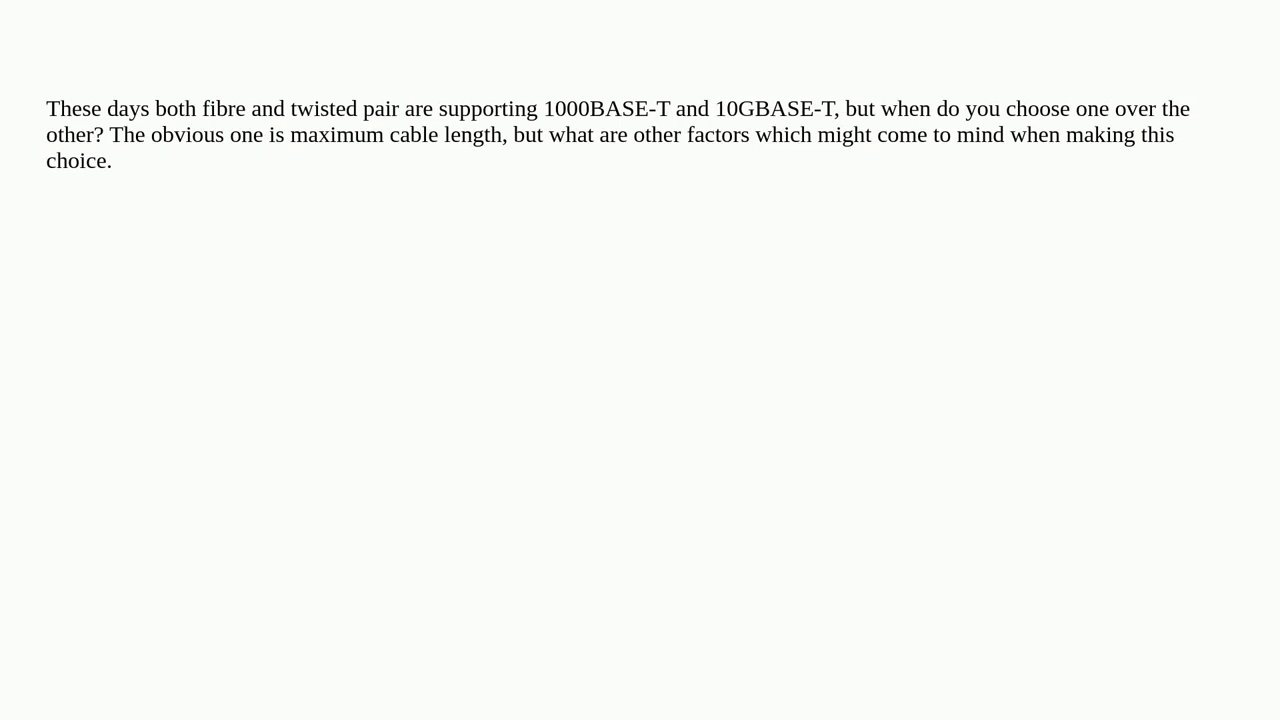 These days both fibre and twisted pair are supporting 1000BASE-T and 10GBASE-T, but when do you choose one over the
other? The obvious one is maximum cable length, but what are other factors which might come to mind when making this
choice.